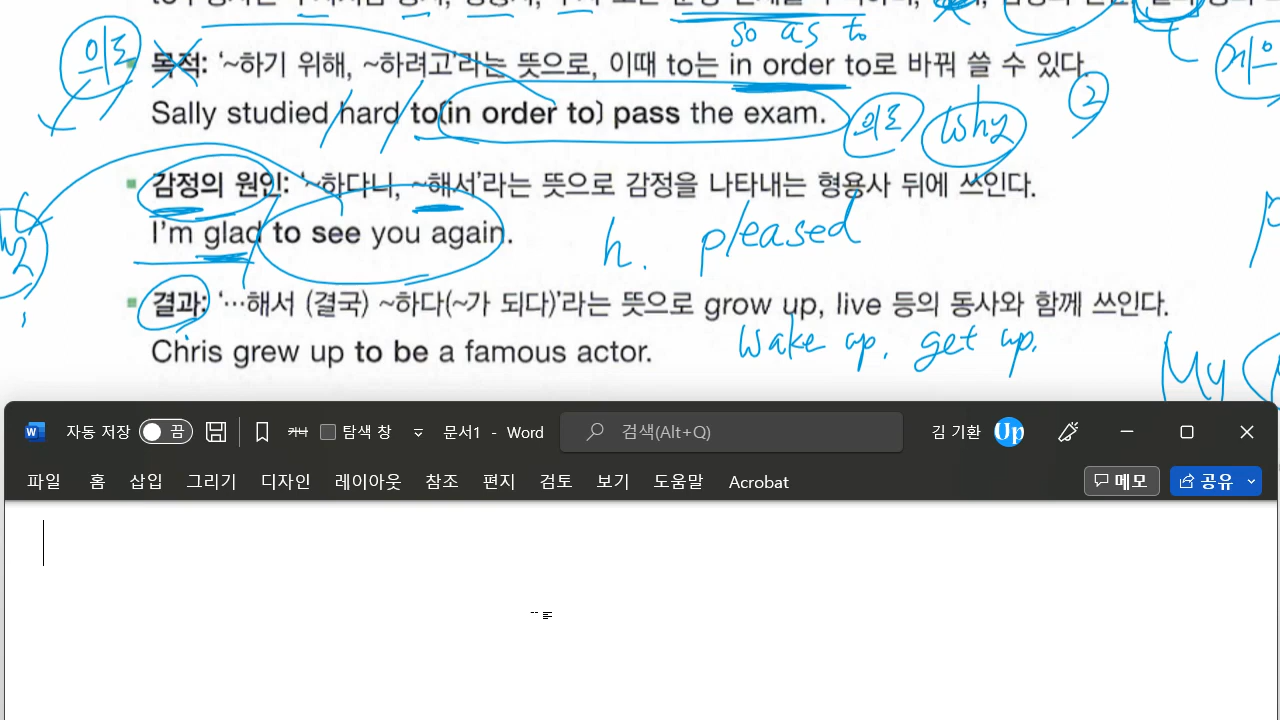 so as to
의도
목적: ‘~하기 위해, ~하려고’라는 뜻으로, 이때 to는 in order to로 바꿔 쓸 수 있다.
②
Sally studied hard to(in order to) pass the exam.
의도 why
감정의 원인: ‘~하다니, ~해서’라는 뜻으로 감정을 나타내는 형용사 뒤에 쓰인다.
I’m glad to see you again.
h. pleased
결과: ‘…해서 (결국) ~하다(~가 되다)’라는 뜻으로 grow up, live 등의 동사와 함께 쓰인다.
Chris grew up to be a famous actor.
wake up, get up,
My
자동 저장 끔 가나 탐색 창 문서1 - Word 검색(Alt+Q) 김 기환 Up
파일 홈 삽입 그리기 디자인 레이아웃 참조 편지 검토 보기 도움말 Acrobat 메모 공유